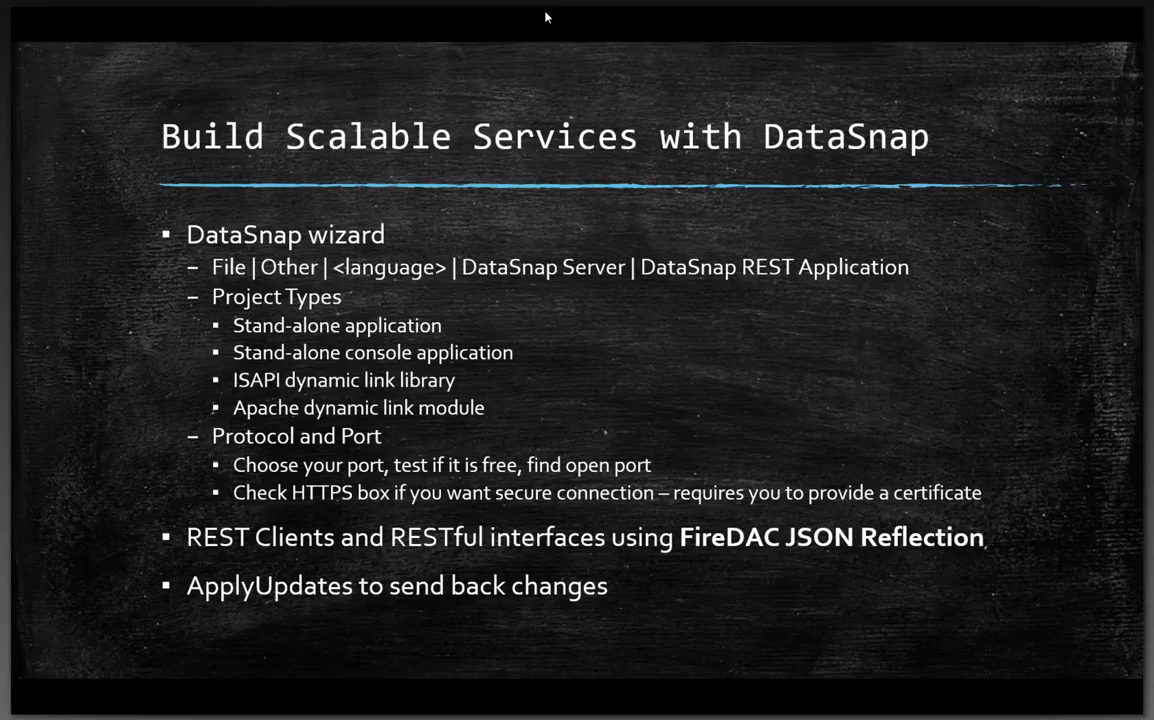 Build Scalable Services with DataSnap
▪ DataSnap wizard
– File | Other | <language> | DataSnap Server | DataSnap REST Application
– Project Types
▪ Stand-alone application
▪ Stand-alone console application
▪ ISAPI dynamic link library
▪ Apache dynamic link module
– Protocol and Port
▪ Choose your port, test if it is free, find open port
▪ Check HTTPS box if you want secure connection – requires you to provide a certificate
▪ REST Clients and RESTful interfaces using FireDAC JSON Reflection
▪ ApplyUpdates to send back changes